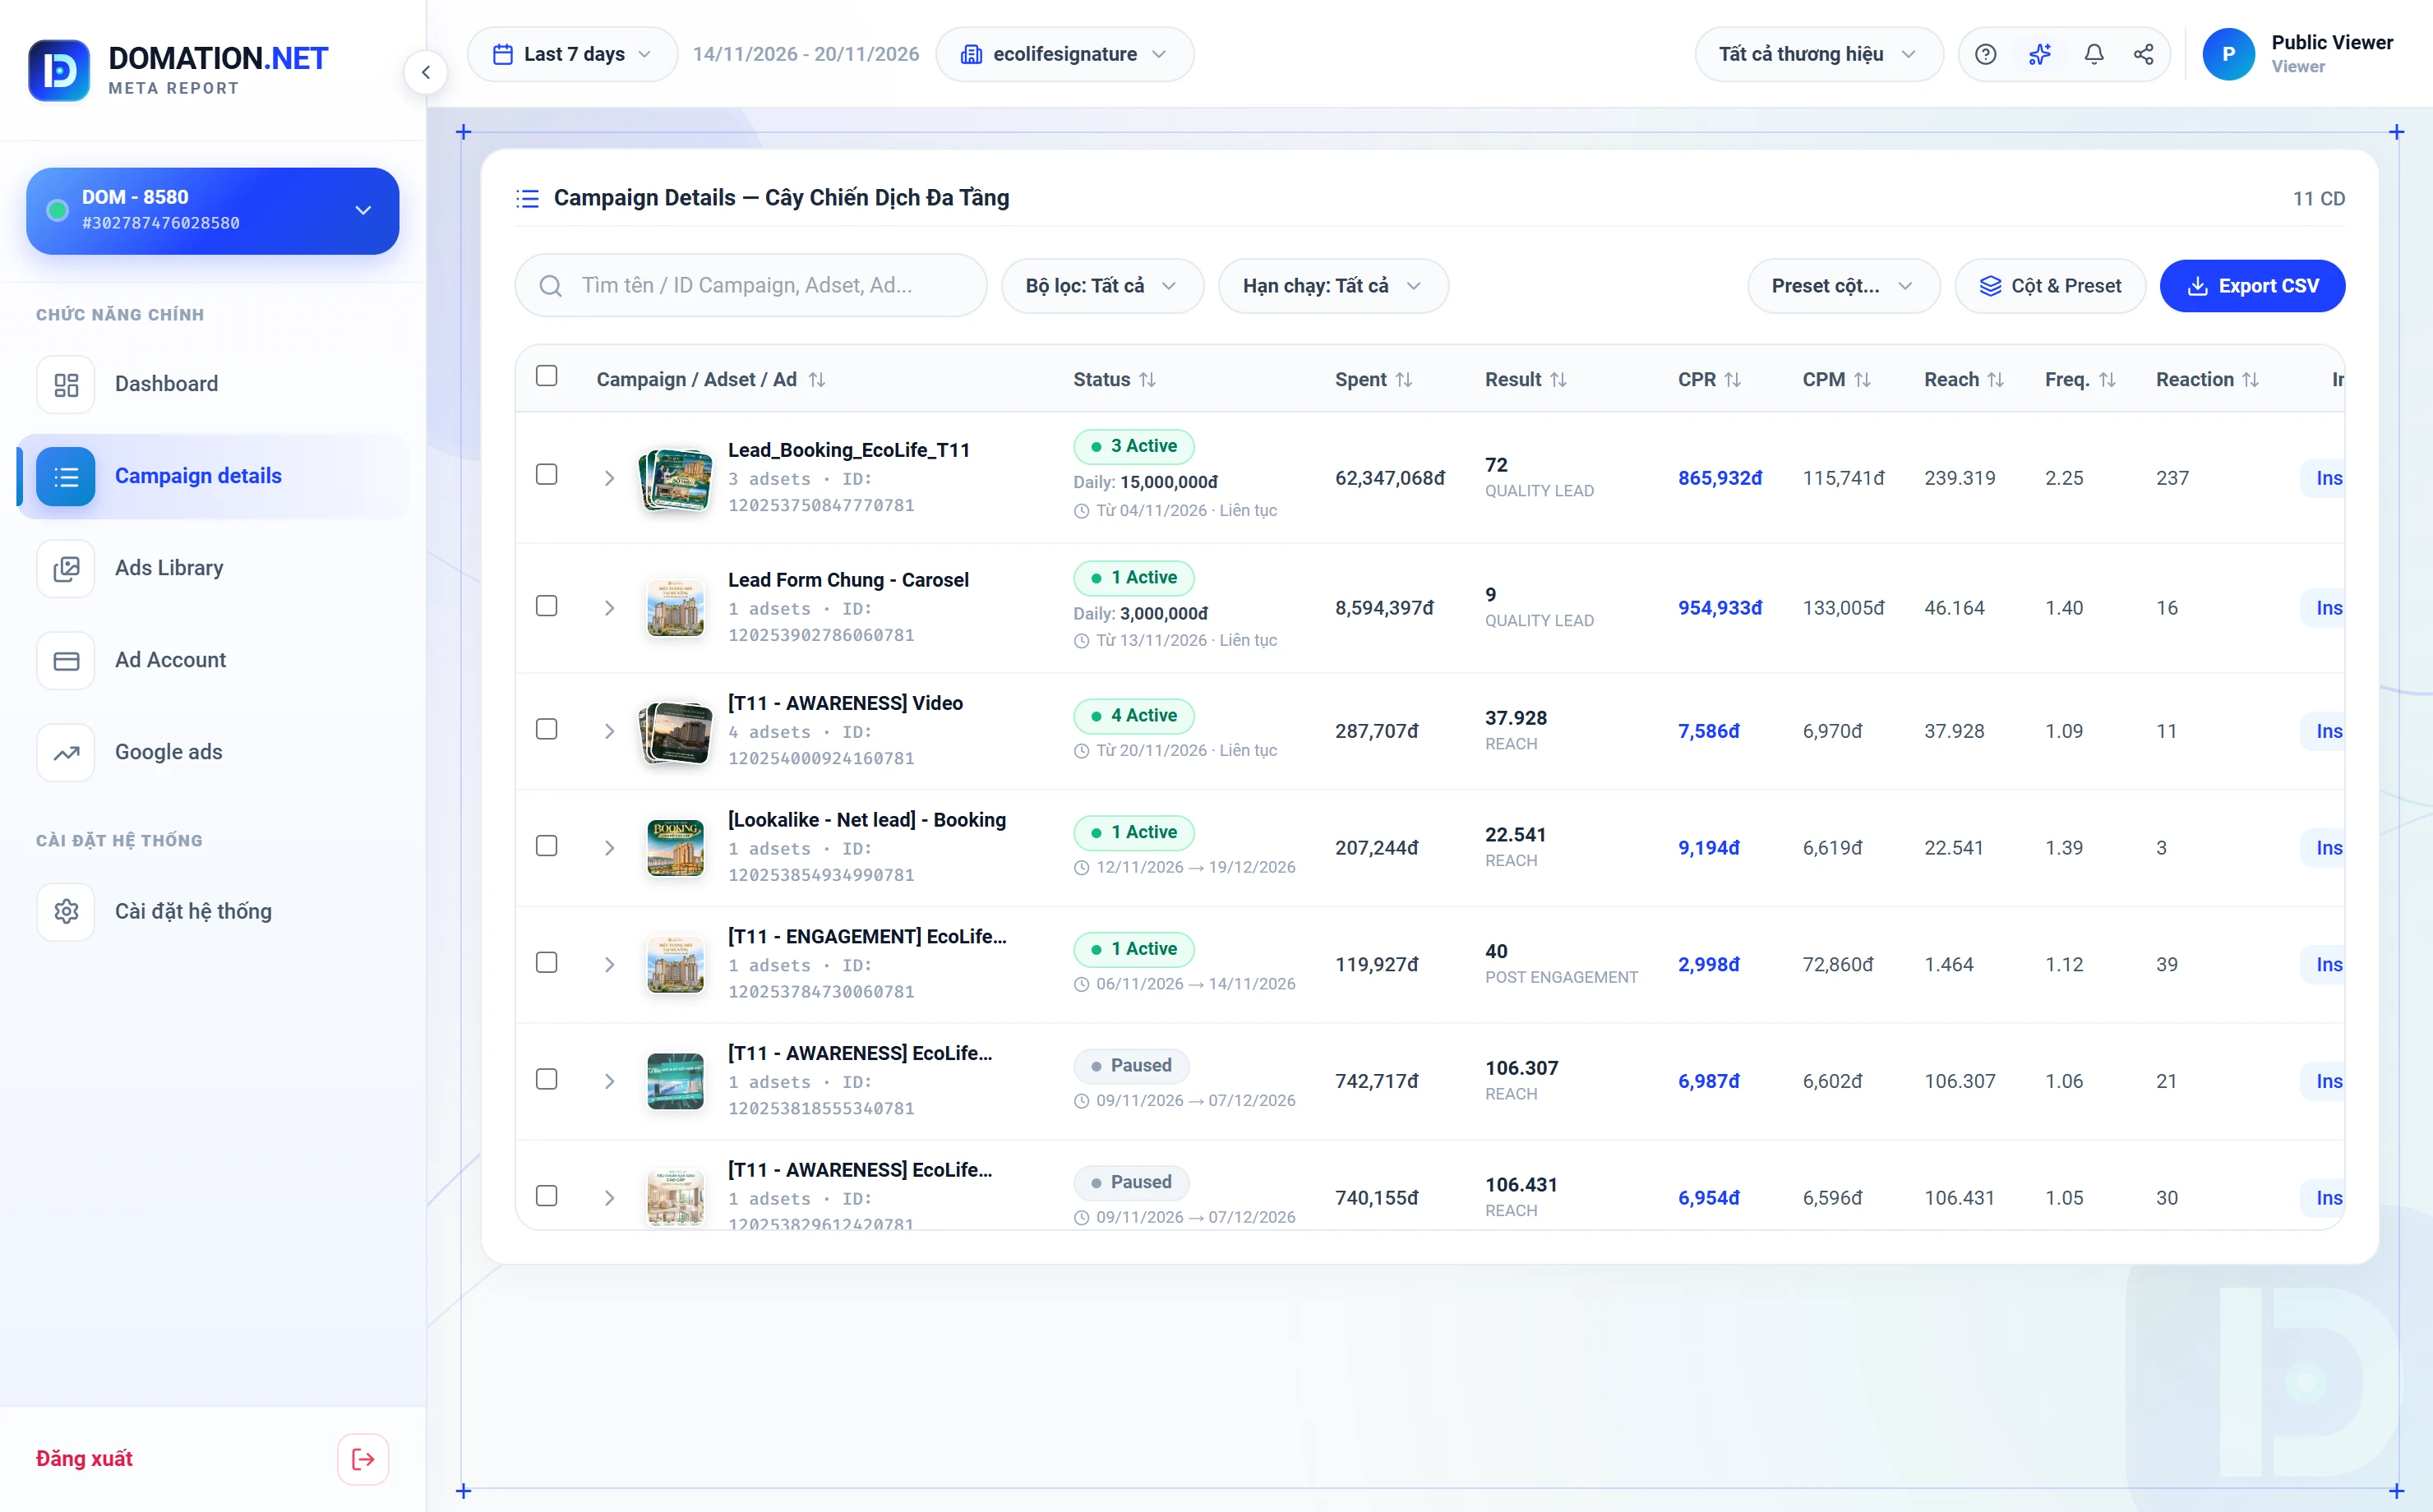 DOMATION.NET
META REPORT
DOM - 8580
#302787476028580
CHỨC NĂNG CHÍNH
Dashboard
Campaign details
Ads Library
Ad Account
Google ads
CÀI ĐẶT HỆ THỐNG
Cài đặt hệ thống
Đăng xuất
Last 7 days
14/11/2026 - 20/11/2026
ecolifesignature
Tất cả thương hiệu
P
Public Viewer
Viewer
Campaign Details — Cây Chiến Dịch Đa Tầng
11 CD
Tìm tên / ID Campaign, Adset, Ad...
Bộ lọc: Tất cả
Hạn chạy: Tất cả
Preset cột...
Cột & Preset
Export CSV
Campaign / Adset / Ad Status Spent Result CPR CPM Reach Freq. Reaction
Lead_Booking_EcoLife_T11
3 adsets • ID:
120253750847770781
3 Active
Daily: 15,000,000đ
Từ 04/11/2026 · Liên tục
62,347,068đ
72
QUALITY LEAD
865,932đ
115,741đ
239.319
2.25
237
Ins
Lead Form Chung - Carosel
1 adsets • ID:
120253902786060781
1 Active
Daily: 3,000,000đ
Từ 13/11/2026 · Liên tục
8,594,397đ
9
QUALITY LEAD
954,933đ
133,005đ
46.164
1.40
16
Ins
[T11 - AWARENESS] Video
4 adsets • ID:
120254000924160781
4 Active
Từ 20/11/2026 · Liên tục
287,707đ
37.928
REACH
7,586đ
6,970đ
37.928
1.09
11
Ins
[Lookalike - Net lead] - Booking
1 adsets • ID:
120253854934990781
1 Active
12/11/2026 → 19/12/2026
207,244đ
22.541
REACH
9,194đ
6,619đ
22.541
1.39
3
Ins
BOOKING
[T11 - ENGAGEMENT] EcoLife...
1 adsets • ID:
120253784730060781
1 Active
06/11/2026 → 14/11/2026
119,927đ
40
POST ENGAGEMENT
2,998đ
72,860đ
1.464
1.12
39
Ins
[T11 - AWARENESS] EcoLife...
1 adsets • ID:
120253818555340781
Paused
09/11/2026 → 07/12/2026
742,717đ
106.307
REACH
6,987đ
6,602đ
106.307
1.06
21
Ins
[T11 - AWARENESS] EcoLife...
1 adsets • ID:
120253829612420781
Paused
09/11/2026 → 07/12/2026
740,155đ
106.431
REACH
6,954đ
6,596đ
106.431
1.05
30
Ins